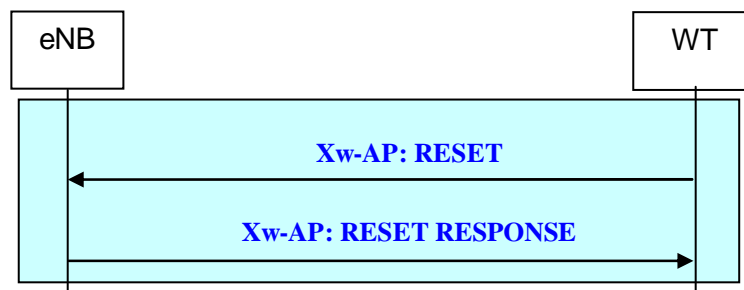 eNB
WT
Xw-AP: RESET
Xw-AP: RESET RESPONSE